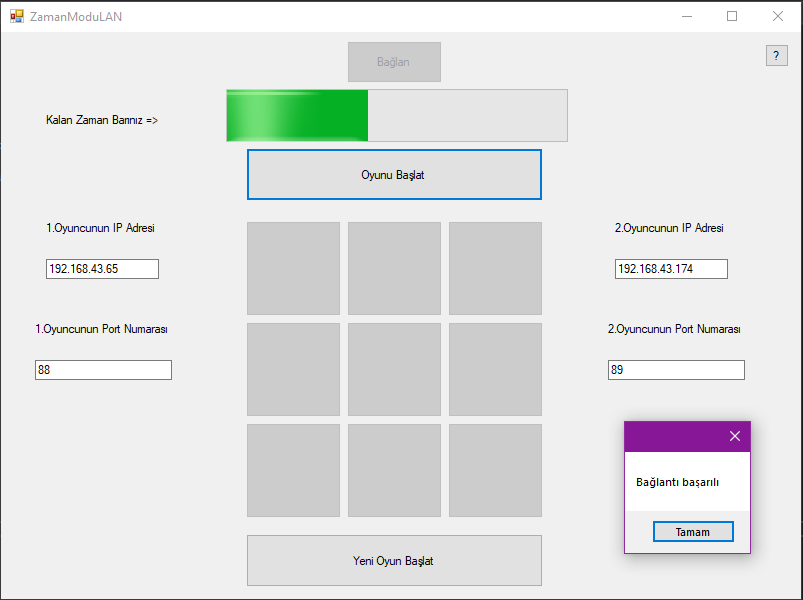 ZamanModuLAN
Bağlan
?
Kalan Zaman Barınız =>
Oyunu Başlat
1.Oyuncunun IP Adresi
2.Oyuncunun IP Adresi
192.168.43.65
192.168.43.174
1.Oyuncunun Port Numarası
2.Oyuncunun Port Numarası
88
89
Bağlantı başarılı
Tamam
Yeni Oyun Başlat